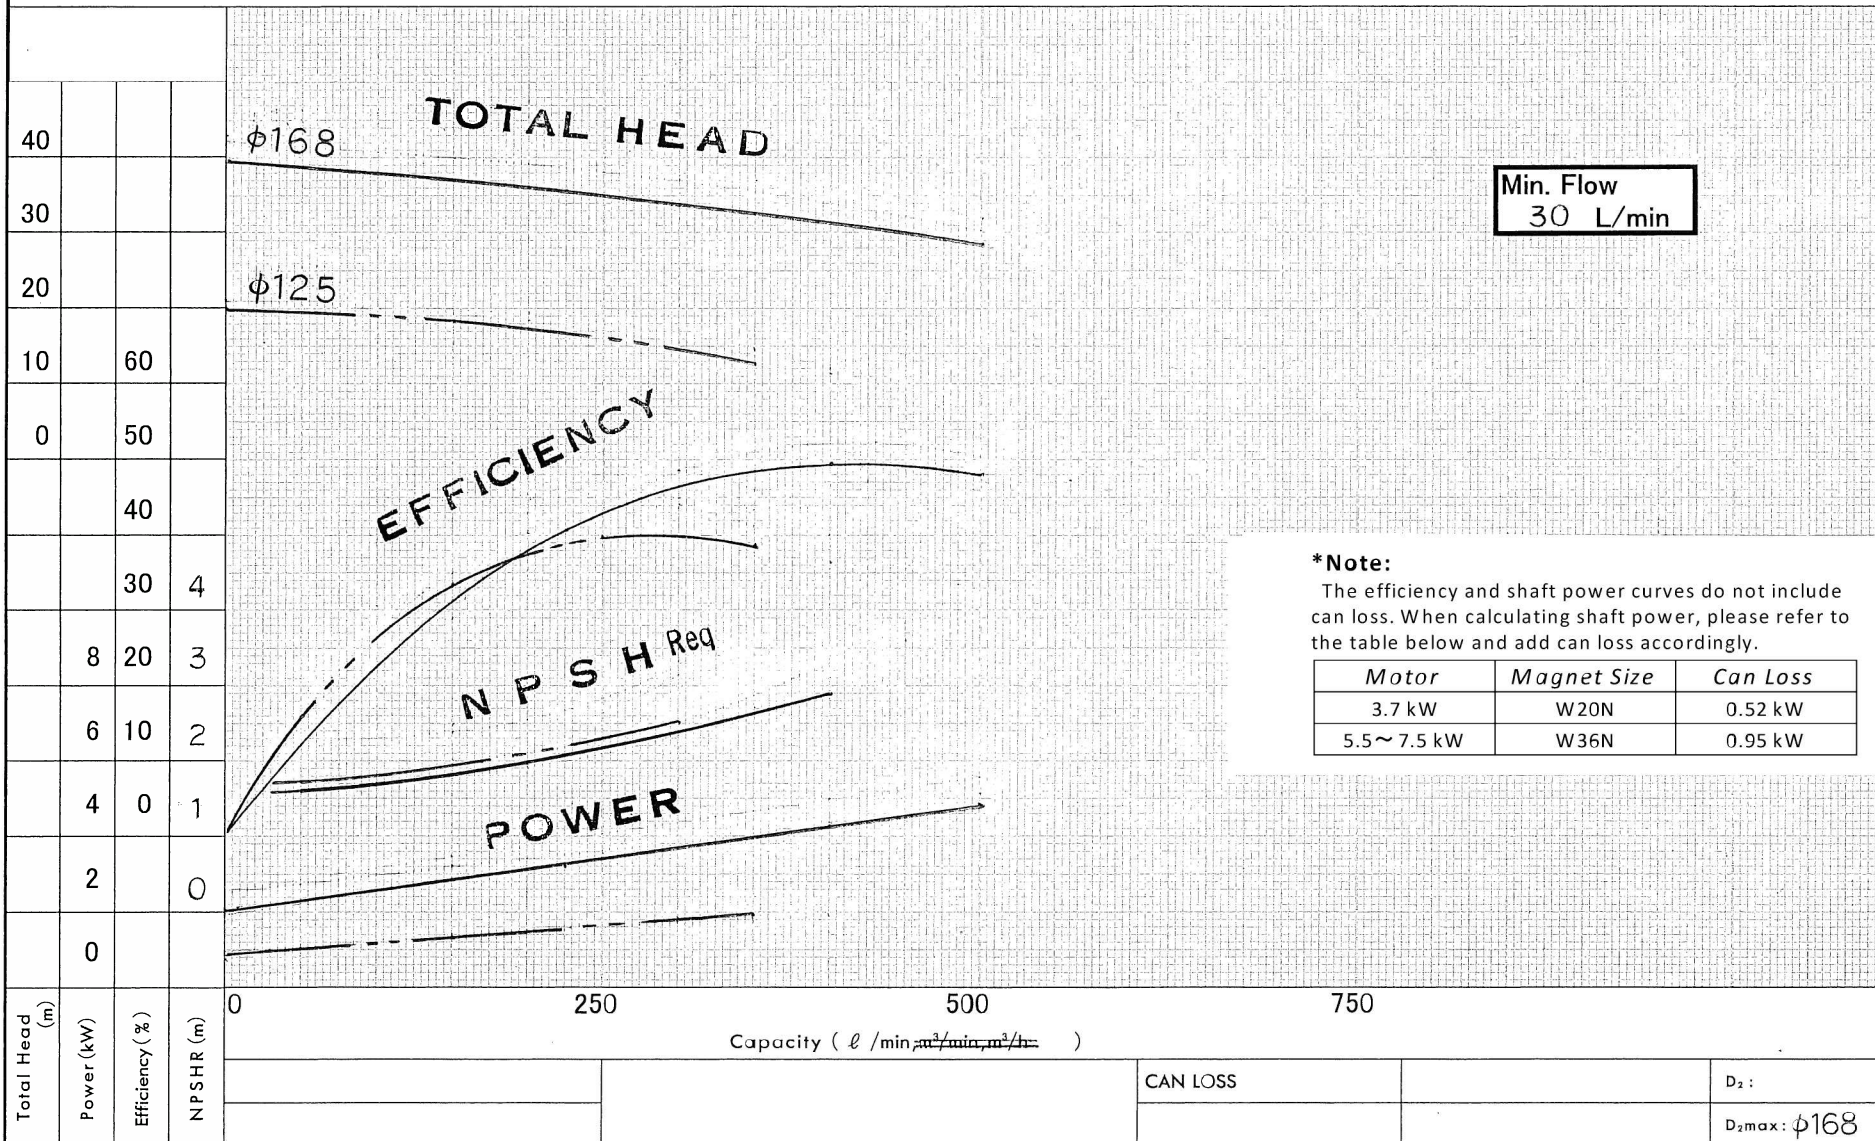 TOTAL HEAD
φ168
φ125
EFFICIENCY
NPSH Req
POWER
Min. Flow
30 L/min
40
30
20
10 60
0 50
40
30 4
8 20 3
6 10 2
4 0 1
2 0
0
*Note:
The efficiency and shaft power curves do not include
can loss. When calculating shaft power, please refer to
the table below and add can loss accordingly.
Motor Magnet Size Can Loss
3.7 kW W20N 0.52 kW
5.5～7.5 kW W36N 0.95 kW
0 250 500 750
Total Head (m)
Power (kW)
Efficiency (%)
NPSHR (m)
Capacity ( ℓ /min, m³/min, m³/h )
CAN LOSS
D₂ :
D₂max : φ168